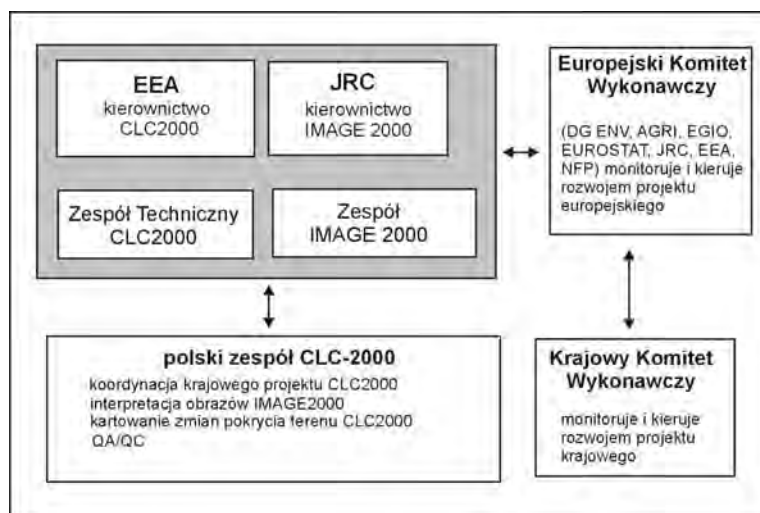 EEA
kierownictwo
CLC2000
JRC
kierownictwo
IMAGE 2000
Zespół Techniczny
CLC2000
Zespół
IMAGE 2000
Europejski Komitet
Wykonawczy
(DG ENV, AGRI, EGIO,
EUROSTAT, JRC, EEA,
NFP) monitoruje i kieruje
rozwojem projektu
europejskiego
polski zespół CLC-2000
koordynacja krajowego projektu CLC2000
interpretacja obrazów IMAGE2000
kartowanie zmian pokrycia terenu CLC2000
QA/QC
Krajowy Komitet
Wykonawczy
monitoruje i kieruje
rozwojem projektu
krajowego